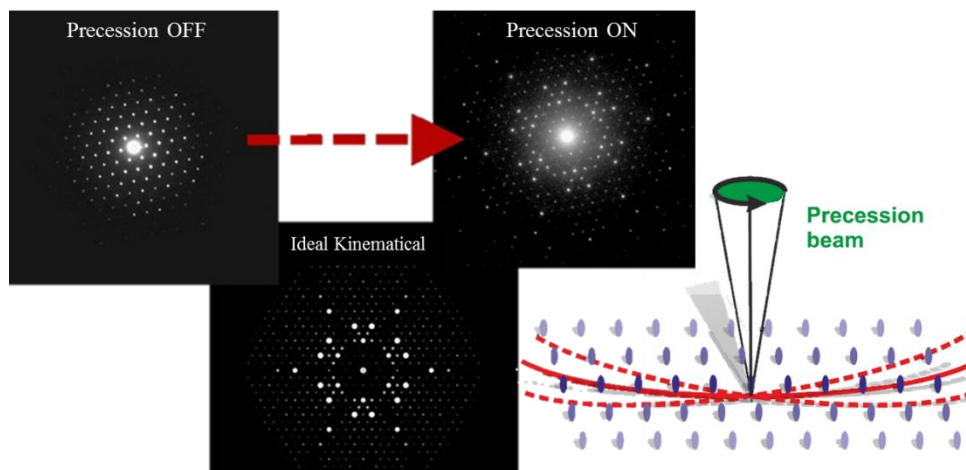 Precession OFF
Precession ON
Ideal Kinematical
Precession
beam